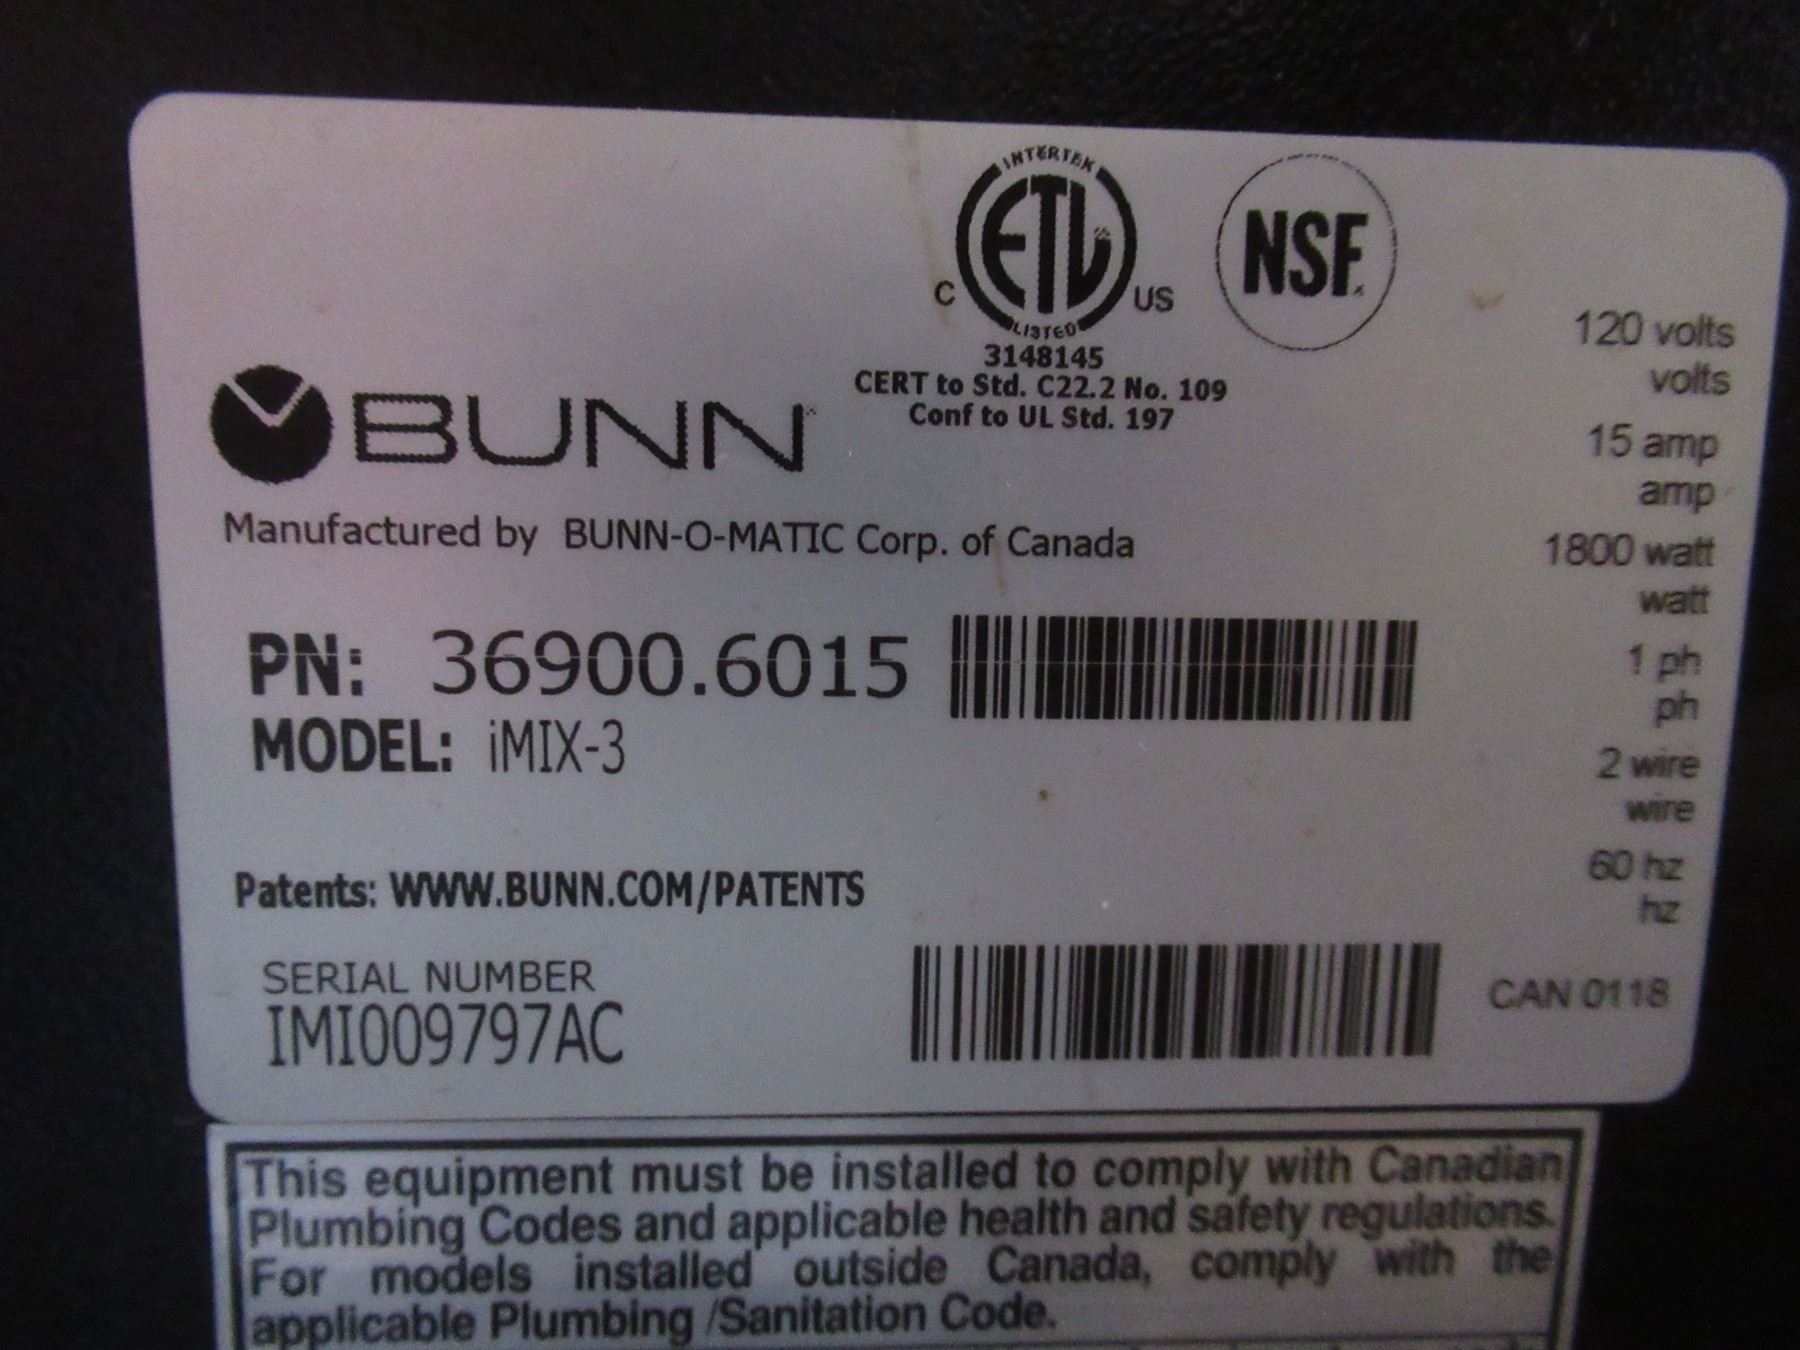 INTERTEK
ETL
C US
LISTED
NSF
3148145
CERT to Std. C22.2 No. 109
Conf to UL Std. 197
120 volts
volts
15 amp
amp
1800 watt
watt
1 ph
ph
2 wire
wire
60 hz
hz
BUNN
Manufactured by BUNN-O-MATIC Corp. of Canada
PN: 36900.6015
MODEL: iMIX-3
Patents: WWW.BUNN.COM/PATENTS
SERIAL NUMBER
IMI009797AC
CAN 0118
This equipment must be installed to comply with Canadian
Plumbing Codes and applicable health and safety regulations.
For models installed outside Canada, comply with the
applicable Plumbing /Sanitation Code.